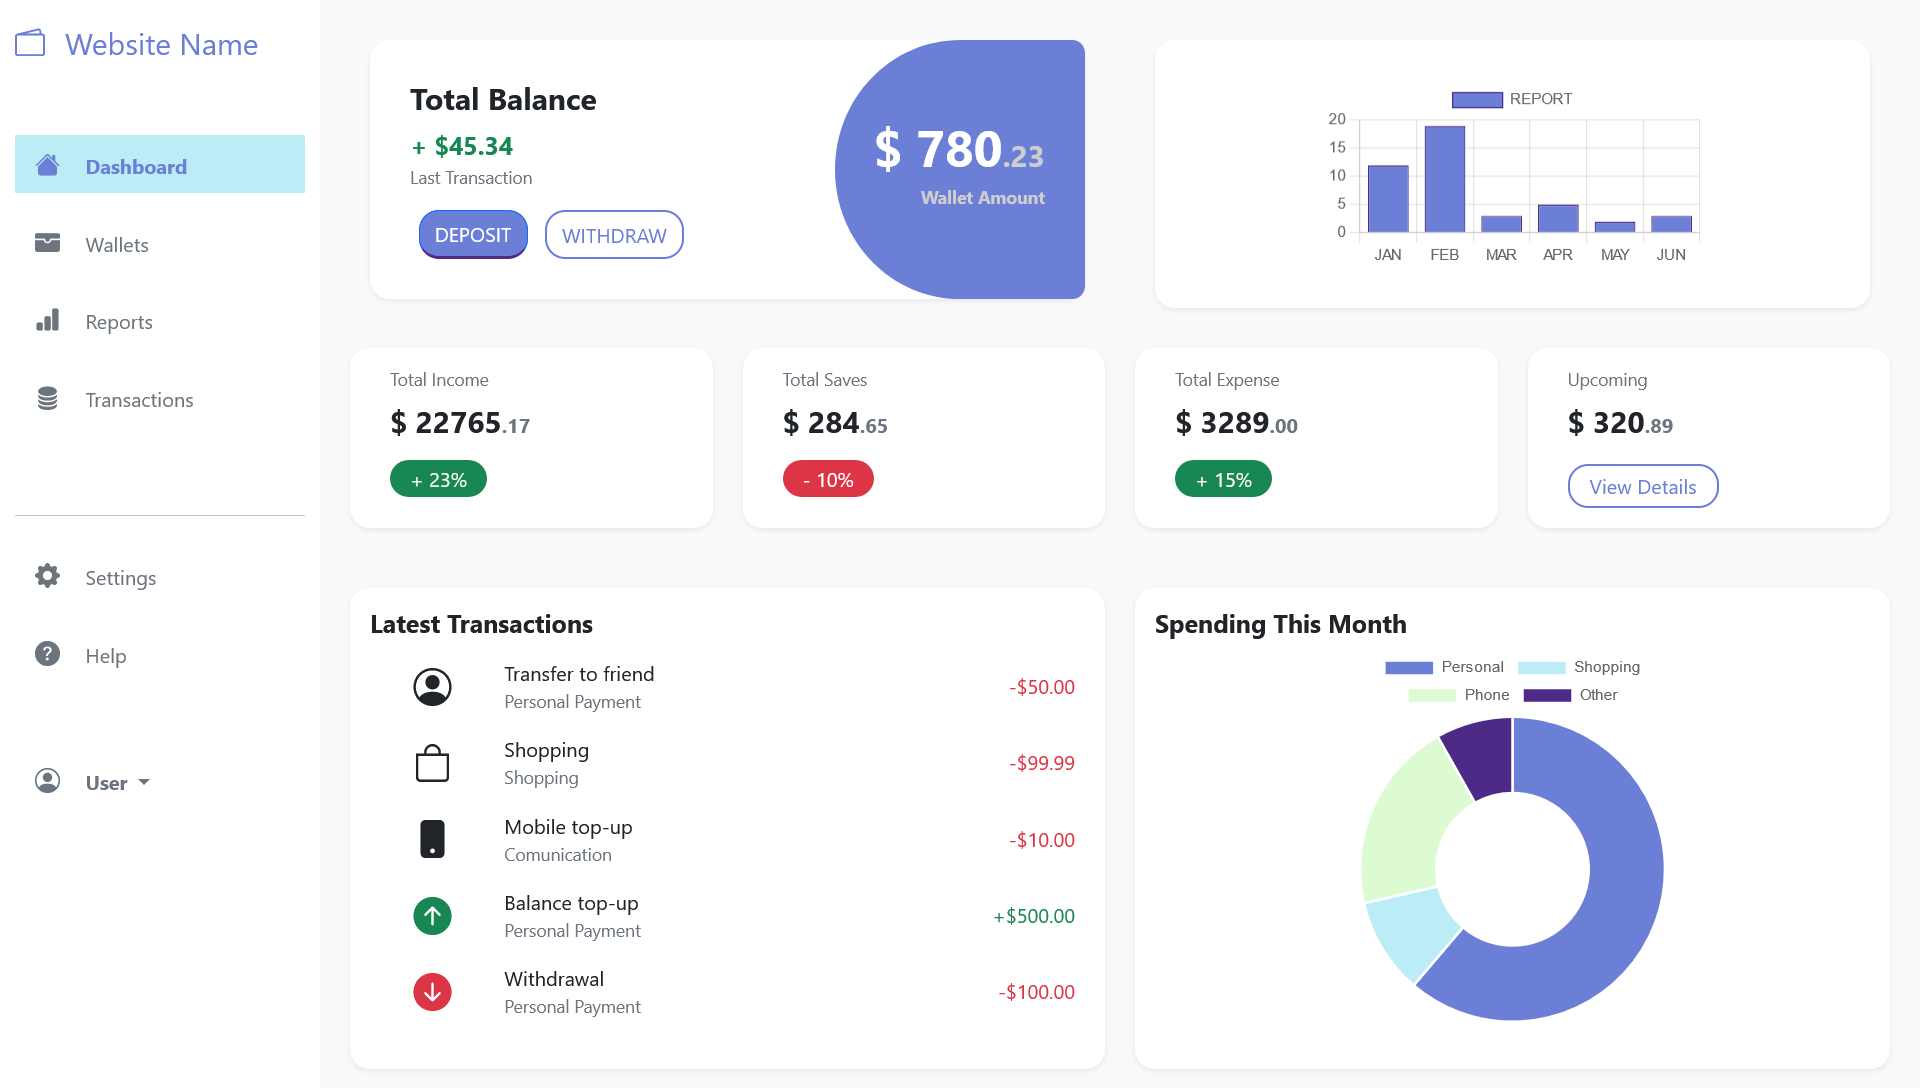 Website Name
Dashboard
Wallets
Reports
Transactions
Settings
Help
User
Total Balance
+ $45.34
Last Transaction
DEPOSIT
WITHDRAW
$ 780.23
Wallet Amount
REPORT
20
15
10
5
0
JAN FEB MAR APR MAY JUN
Total Income
$ 22765.17
+ 23%
Total Saves
$ 284.65
- 10%
Total Expense
$ 3289.00
+ 15%
Upcoming
$ 320.89
View Details
Latest Transactions
Transfer to friend
Personal Payment
-$50.00
Shopping
Shopping
-$99.99
Mobile top-up
Comunication
-$10.00
Balance top-up
Personal Payment
+$500.00
Withdrawal
Personal Payment
-$100.00
Spending This Month
Personal Shopping
Phone Other